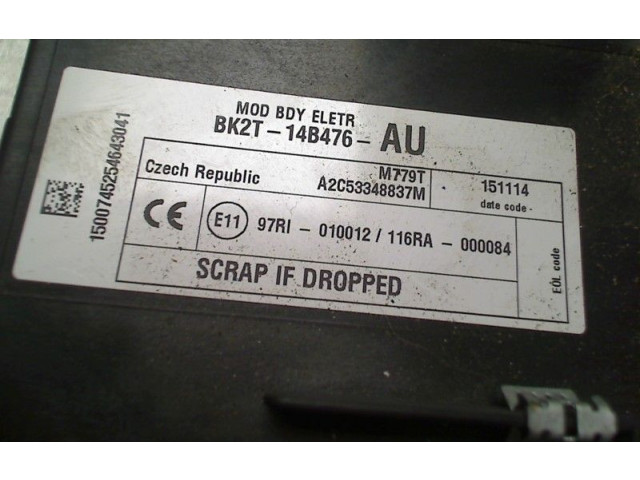 MOD BDY ELETR
BK2T-14B476-AU
Czech Republic
M779T
A2C53348837M
151114
date code-
CE
E11 97RI - 010012 / 116RA - 000084
SCRAP IF DROPPED
EOL code
1500745254643041